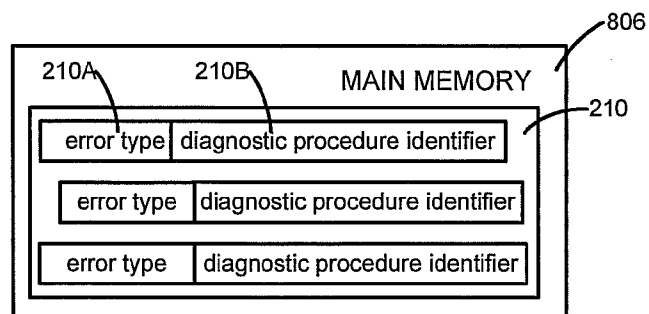 806
210A 210B MAIN MEMORY
210
error type diagnostic procedure identifier
error type diagnostic procedure identifier
error type diagnostic procedure identifier